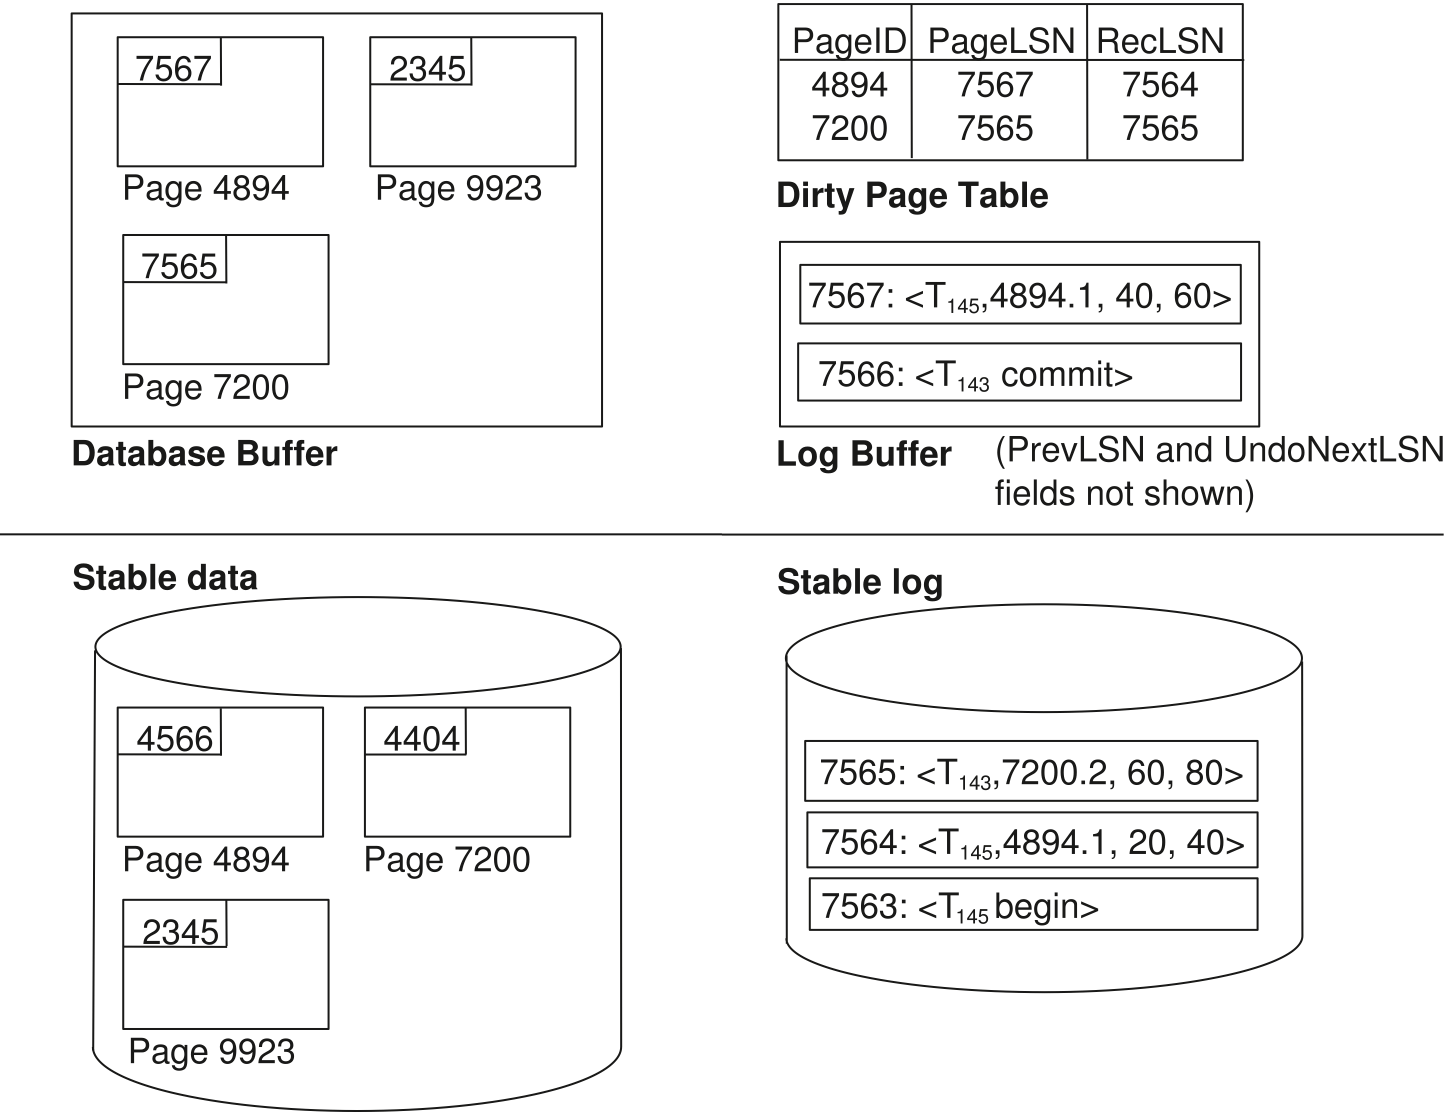 7567
2345
Page 4894
Page 9923
7565
Page 7200
Database Buffer
PageID PageLSN RecLSN
4894 7567 7564
7200 7565 7565
Dirty Page Table
7567: <T145,4894.1, 40, 60>
7566: <T143 commit>
Log Buffer
(PrevLSN and UndoNextLSN
fields not shown)
Stable data
4566
4404
Page 4894
Page 7200
2345
Page 9923
Stable log
7565: <T143,7200.2, 60, 80>
7564: <T145,4894.1, 20, 40>
7563: <T145 begin>